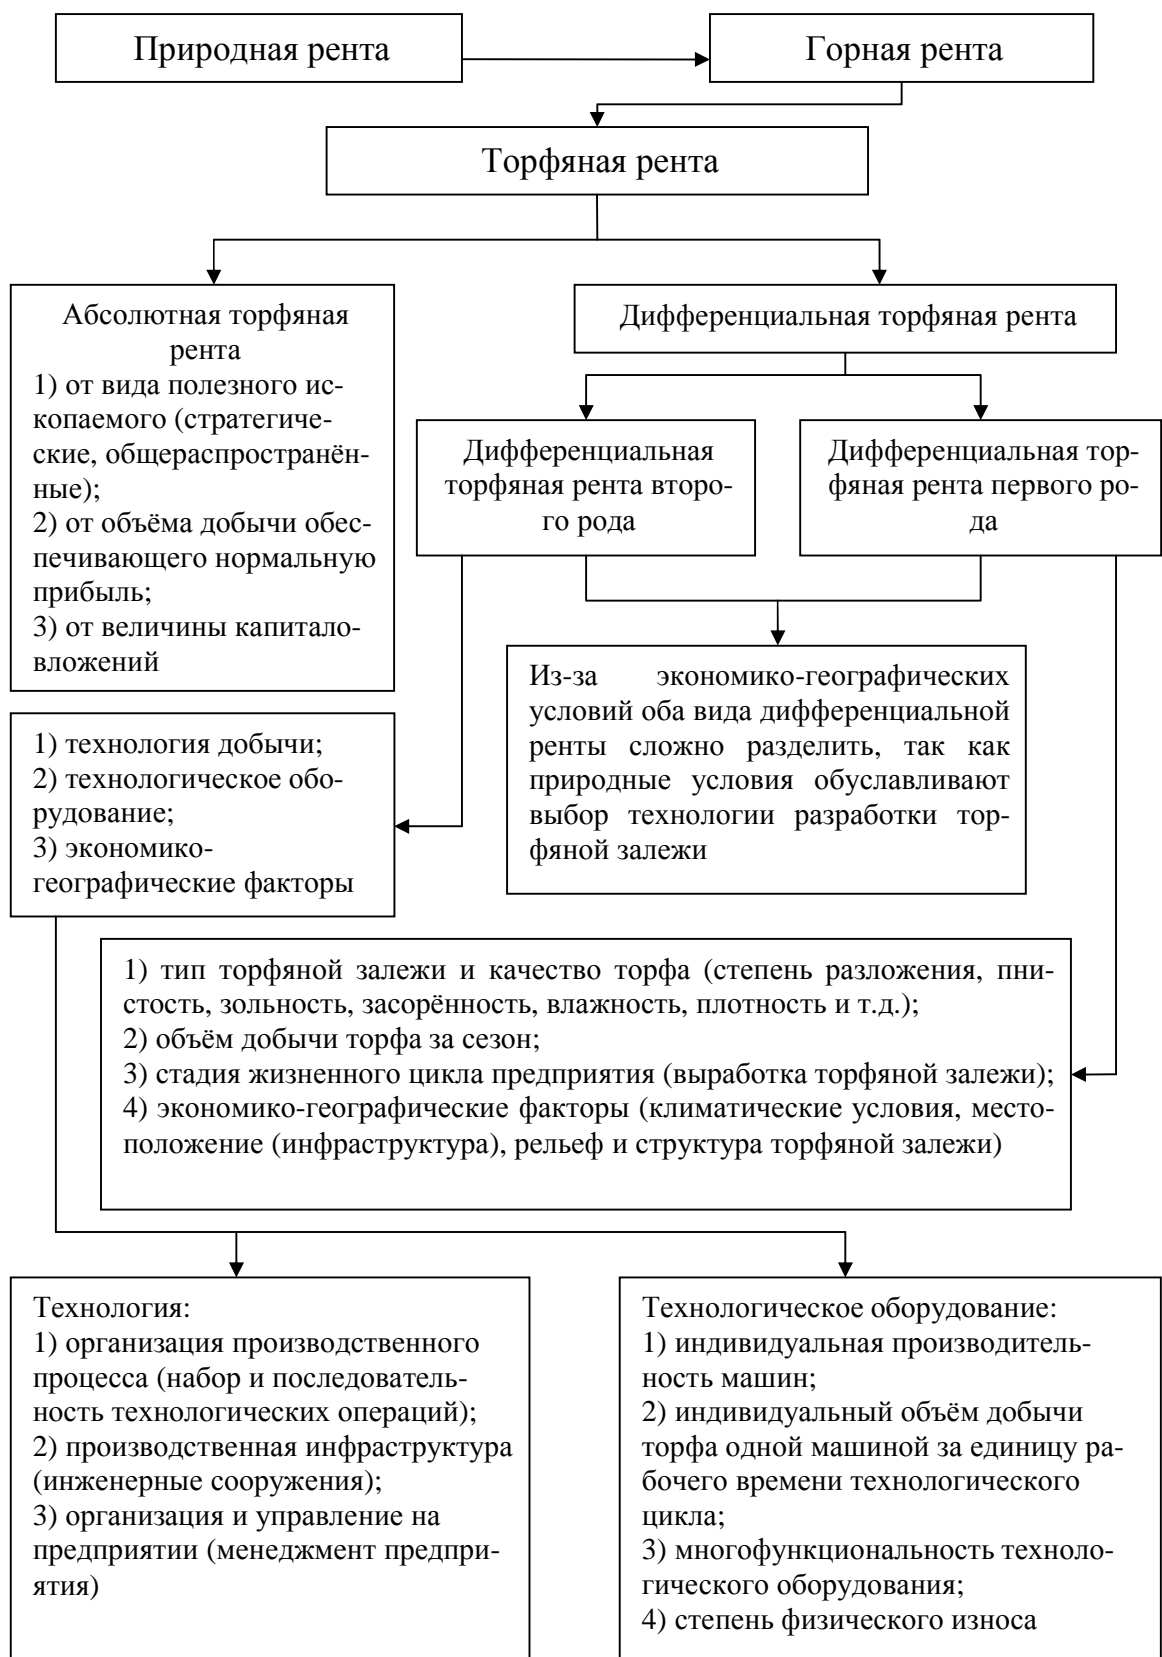 Природная рента
Горная рента
Торфяная рента
Абсолютная торфяная
рента
1) от вида полезного ис-
копаемого (стратегиче-
ские, общераспространён-
ные);
2) от объёма добычи обес-
печивающего нормальную
прибыль;
3) от величины капитало-
вложений
Дифференциальная торфяная рента
Дифференциальная
торфяная рента второ-
го рода
Дифференциальная тор-
фяная рента первого ро-
да
Из-за экономико-географических
условий оба вида дифференциальной
ренты сложно разделить, так как
природные условия обуславливают
выбор технологии разработки тор-
фяной залежи
1) технология добычи;
2) технологическое обо-
рудование;
3) экономико-
географические факторы
1) тип торфяной залежи и качество торфа (степень разложения, пни-
стость, зольность, засорённость, влажность, плотность и т.д.);
2) объём добычи торфа за сезон;
3) стадия жизненного цикла предприятия (выработка торфяной залежи);
4) экономико-географические факторы (климатические условия, место-
положение (инфраструктура), рельеф и структура торфяной залежи)
Технология:
1) организация производственного
процесса (набор и последователь-
ность технологических операций);
2) производственная инфраструктура
(инженерные сооружения);
3) организация и управление на
предприятии (менеджмент предпри-
ятия)
Технологическое оборудование:
1) индивидуальная производитель-
ность машин;
2) индивидуальный объём добычи
торфа одной машиной за единицу ра-
бочего времени технологического
цикла;
3) многофункциональность техноло-
гического оборудования;
4) степень физического износа